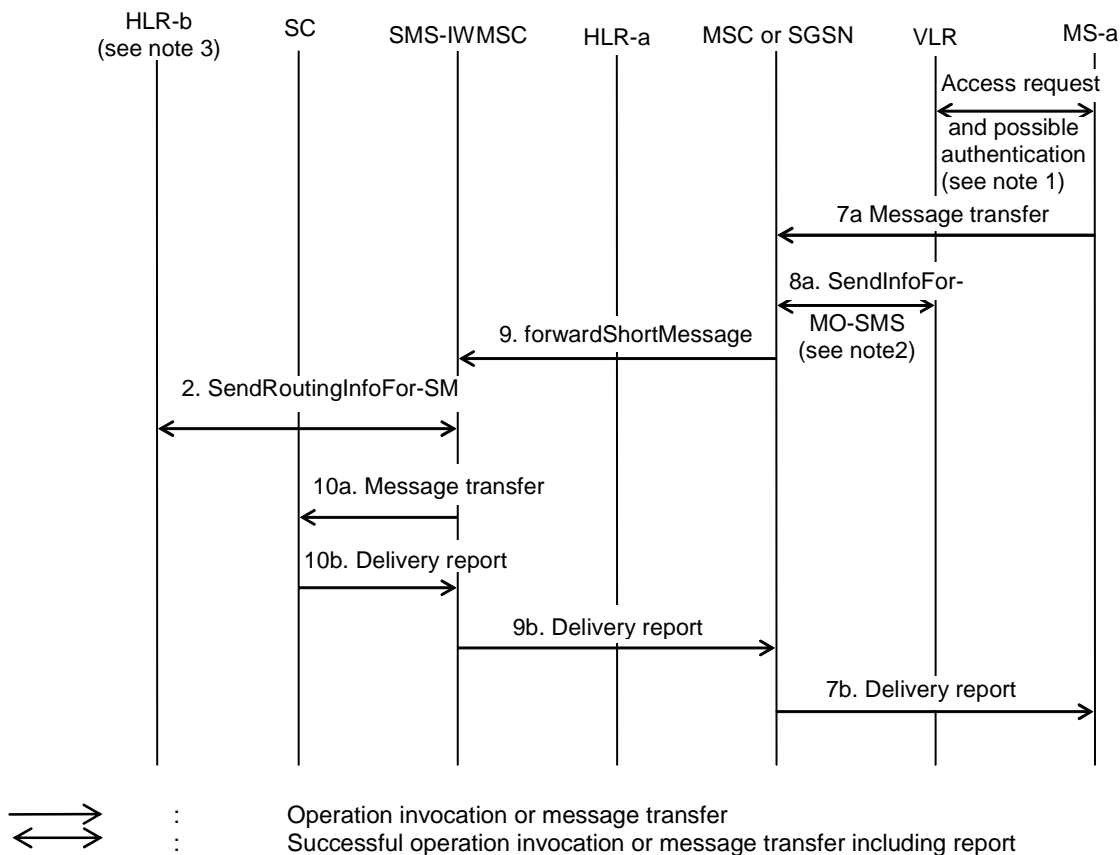 HLR-b
(see note 3)
SC
SMS-IWMSC
HLR-a
MSC or SGSN
VLR
MS-a
Access request
and possible
authentication
(see note 1)
7a Message transfer
8a. SendInfoFor-
MO-SMS
(see note2)
9. forwardShortMessage
2. SendRoutingInfoFor-SM
10a. Message transfer
10b. Delivery report
9b. Delivery report
7b. Delivery report
: Operation invocation or message transfer
: Successful operation invocation or message transfer including report